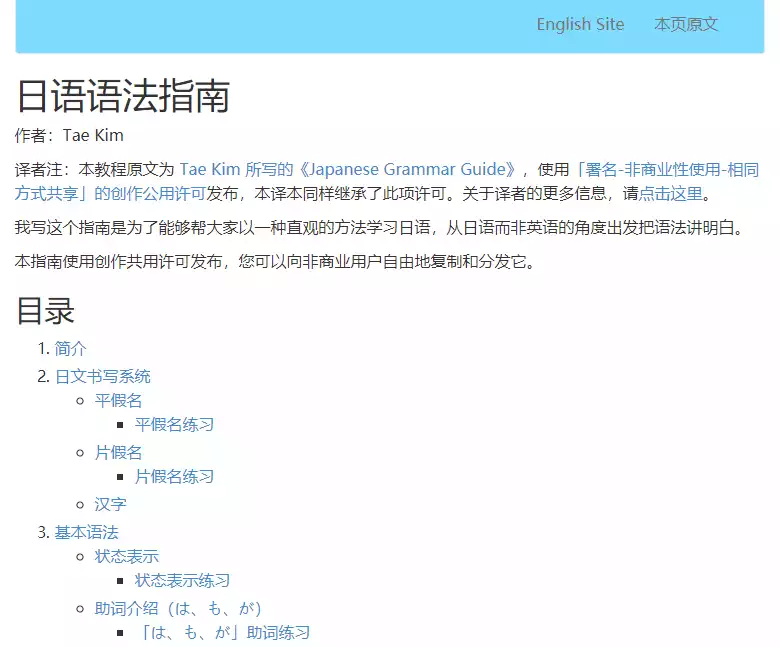 English Site 本页原文
日语语法指南
作者：Tae Kim
译者注：本教程原文为 Tae Kim 所写的《Japanese Grammar Guide》，使用「署名-非商业性使用-相同
方式共享」的创作公用许可发布，本译本同样继承了此项许可。关于译者的更多信息，请点击这里。
我写这个指南是为了能够帮大家以一种直观的方法学习日语，从日语而非英语的角度出发把语法讲明白。
本指南使用创作共用许可发布，您可以向非商业用户自由地复制和分发它。
目录
1. 简介
2. 日文书写系统
平假名
平假名练习
片假名
片假名练习
汉字
3. 基本语法
状态表示
状态表示练习
助词介绍（は、も、が）
「は、も、が」助词练习